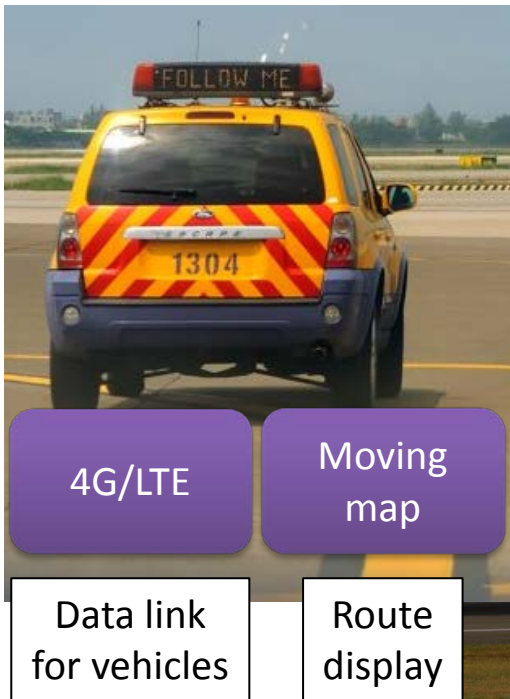 FOLLOW ME
ESCAPE
1304
4G/LTE
Moving
map
Data link
for vehicles
Route
display